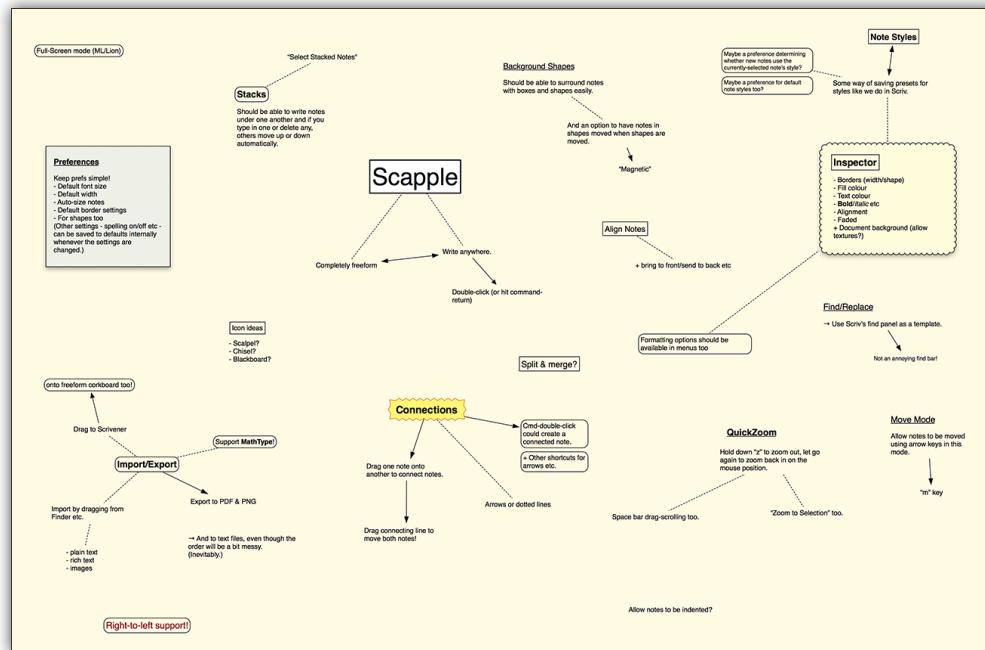 Full-Screen mode (ML/Lion)
"Select Stacked Notes"
Stacks
Should be able to write notes
under one another and if you
type in one or delete any,
others move up or down
automatically.
Background Shapes
Should be able to surround notes
with boxes and shapes easily.
And an option to have notes in
shapes moved when shapes are
moved.
"Magnetic"
Note Styles
Maybe a preference determining
whether new notes use the
currently-selected note's style?
Maybe a preference for default
note styles too?
Some way of saving presets for
styles like we do in Scriv.
Preferences
Keep prefs simple!
- Default font size
- Default width
- Auto-size notes
- Default border settings
- For shapes too
(Other settings - spelling on/off etc -
can be saved to defaults internally
whenever the settings are
changed.)
Scapple
Completely freeform
Write anywhere.
Double-click (or hit command-
return)
Align Notes
+ bring to front/send to back etc
Inspector
- Borders (width/shape)
- Fill colour
- Text colour
- Bold/italic etc
- Alignment
- Faded
+ Document background (allow
textures?)
Formatting options should be
available in menus too
Find/Replace
→ Use Scriv's find panel as a template.
Not an annoying find bar!
Icon ideas
- Scalpel?
- Chisel?
- Blackboard?
Split & merge?
onto freeform corkboard too!
Drag to Scrivener
Support MathType!
Import/Export
Export to PDF & PNG
Import by dragging from
Finder etc.
- plain text
- rich text
- images
→ And to text files, even though the
order will be a bit messy.
(Inevitably.)
Connections
Cmd-double-click
could create a
connected note.
+ Other shortcuts for
arrows etc.
Drag one note onto
another to connect notes.
Arrows or dotted lines
Drag connecting line to
move both notes!
QuickZoom
Hold down "z" to zoom out, let go
again to zoom back in on the
mouse position.
Space bar drag-scrolling too.
"Zoom to Selection" too.
Move Mode
Allow notes to be moved
using arrow keys in this
mode.
"m" key
Right-to-left support!
Allow notes to be indented?